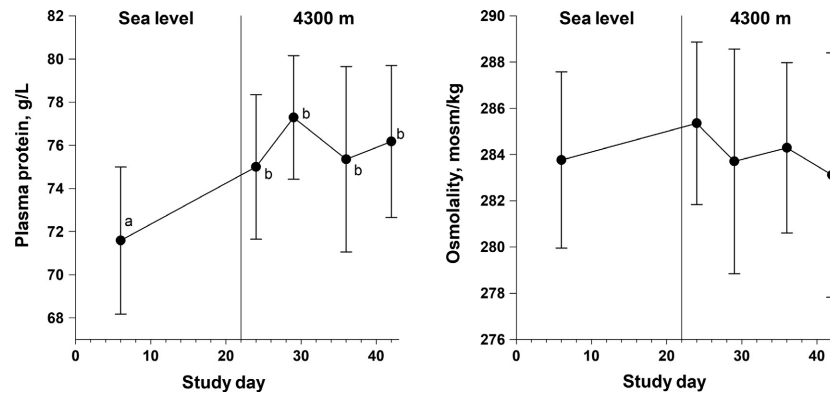 Sea level 4300 m
Plasma protein, g/L
82
80
78
76
74
72
70
68
a
b
b
b
b
0 10 20 30 40
Study day
Sea level 4300 m
Osmolality, mosm/kg
290
288
286
284
282
280
278
276
0 10 20 30 40
Study day